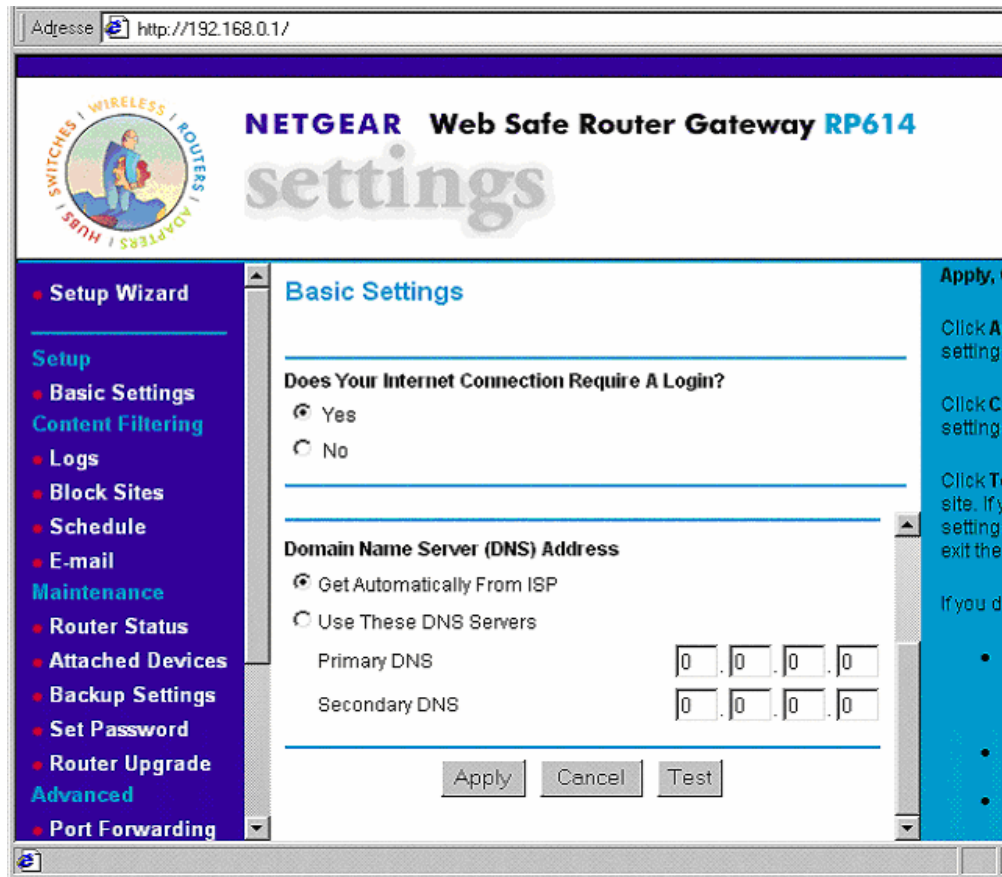 Adresse http://192.168.0.1/
SWITCHES | WIRELESS | ROUTERS | ADAPTERS | HUBS |
NETGEAR Web Safe Router Gateway RP614
settings
Setup Wizard
Setup
Basic Settings
Content Filtering
Logs
Block Sites
Schedule
E-mail
Maintenance
Router Status
Attached Devices
Backup Settings
Set Password
Router Upgrade
Advanced
Port Forwarding
Basic Settings
Does Your Internet Connection Require A Login?
Yes
No
Domain Name Server (DNS) Address
Get Automatically From ISP
Use These DNS Servers
Primary DNS 0 . 0 . 0 . 0
Secondary DNS 0 . 0 . 0 . 0
Apply Cancel Test
Apply,
Click A
setting
Click C
setting
Click T
site. If y
setting
exit the
If you d